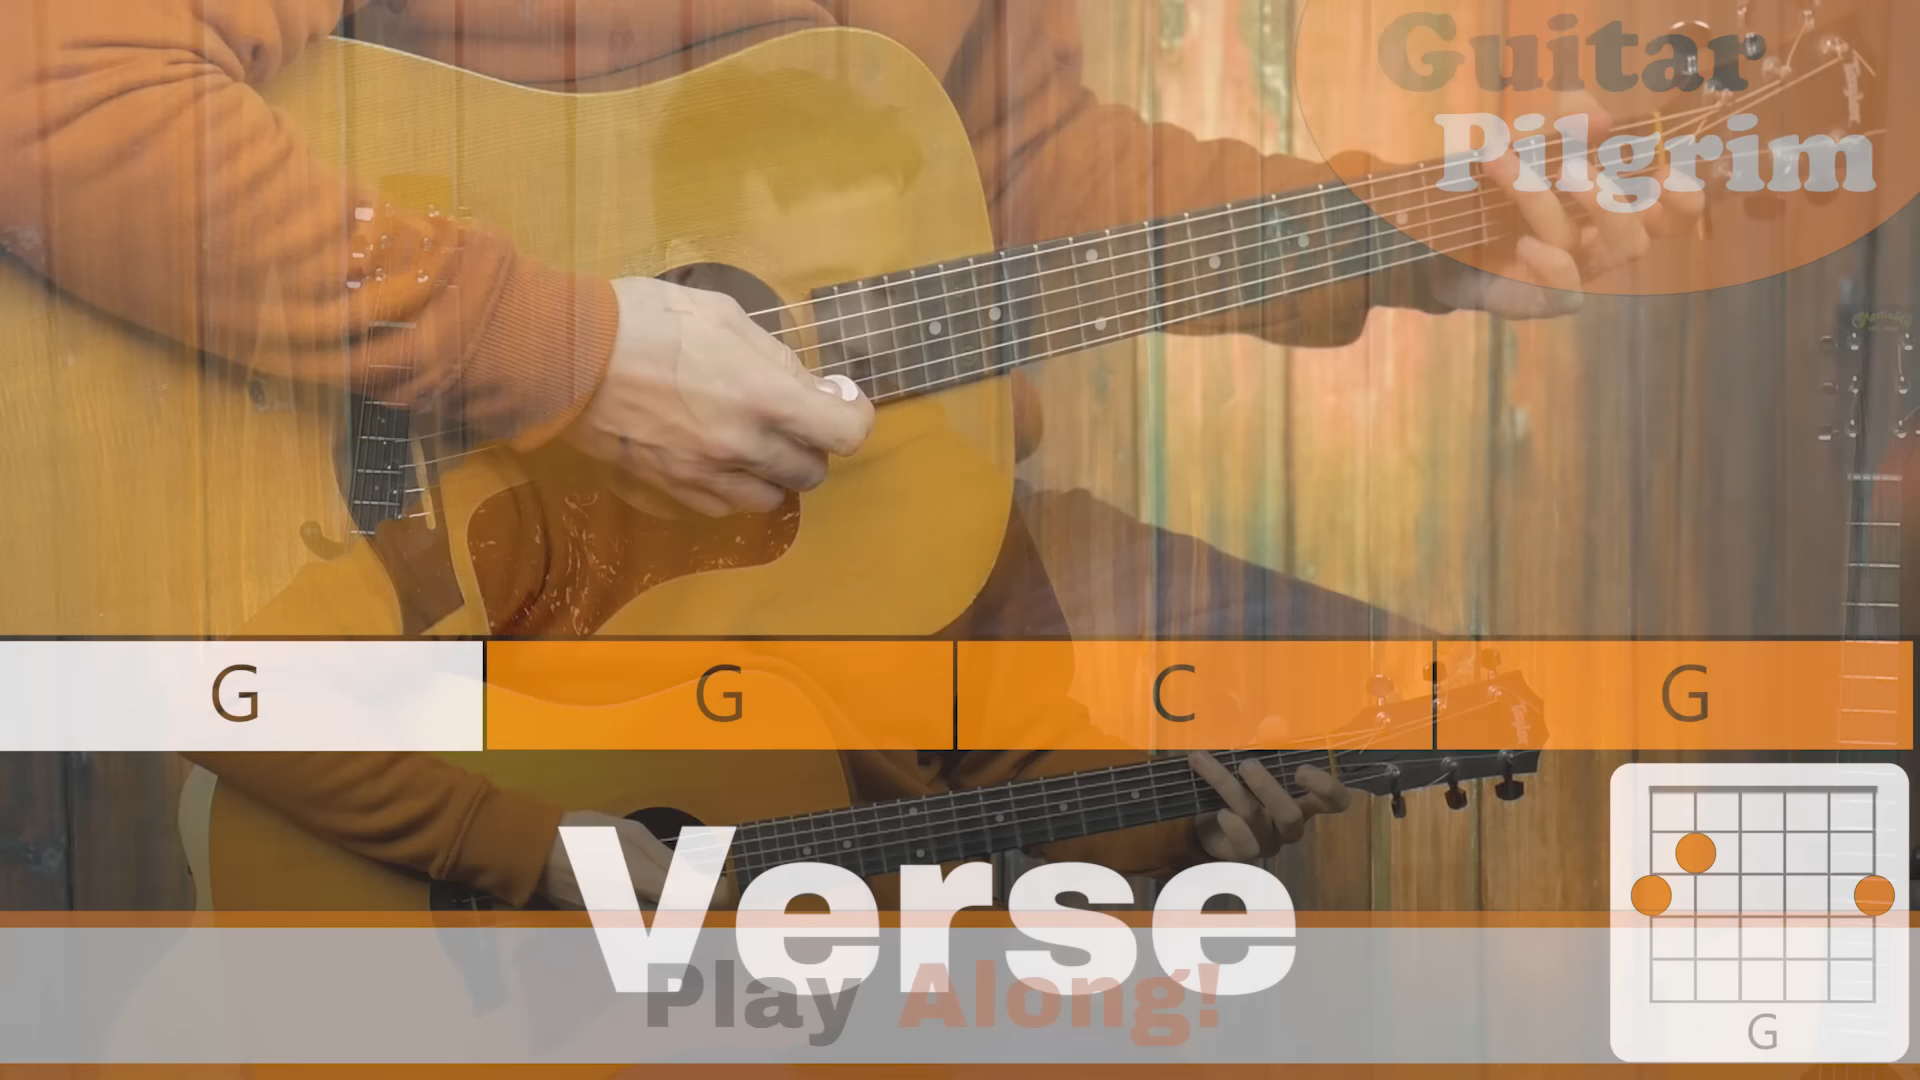 Guitar
Pilgrim
G G C G
Verse
Play Along!
G